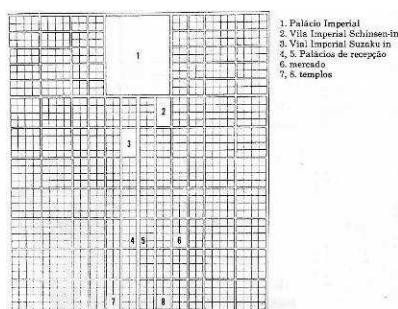 1
2
3
4 5 6
7 8
1. Palácio Imperial
2. Vila Imperial Schinsen-in
3. Vial Imporial Suzaku in
4, 5. Palácios de recepção
6. mercado
7, 8. templos